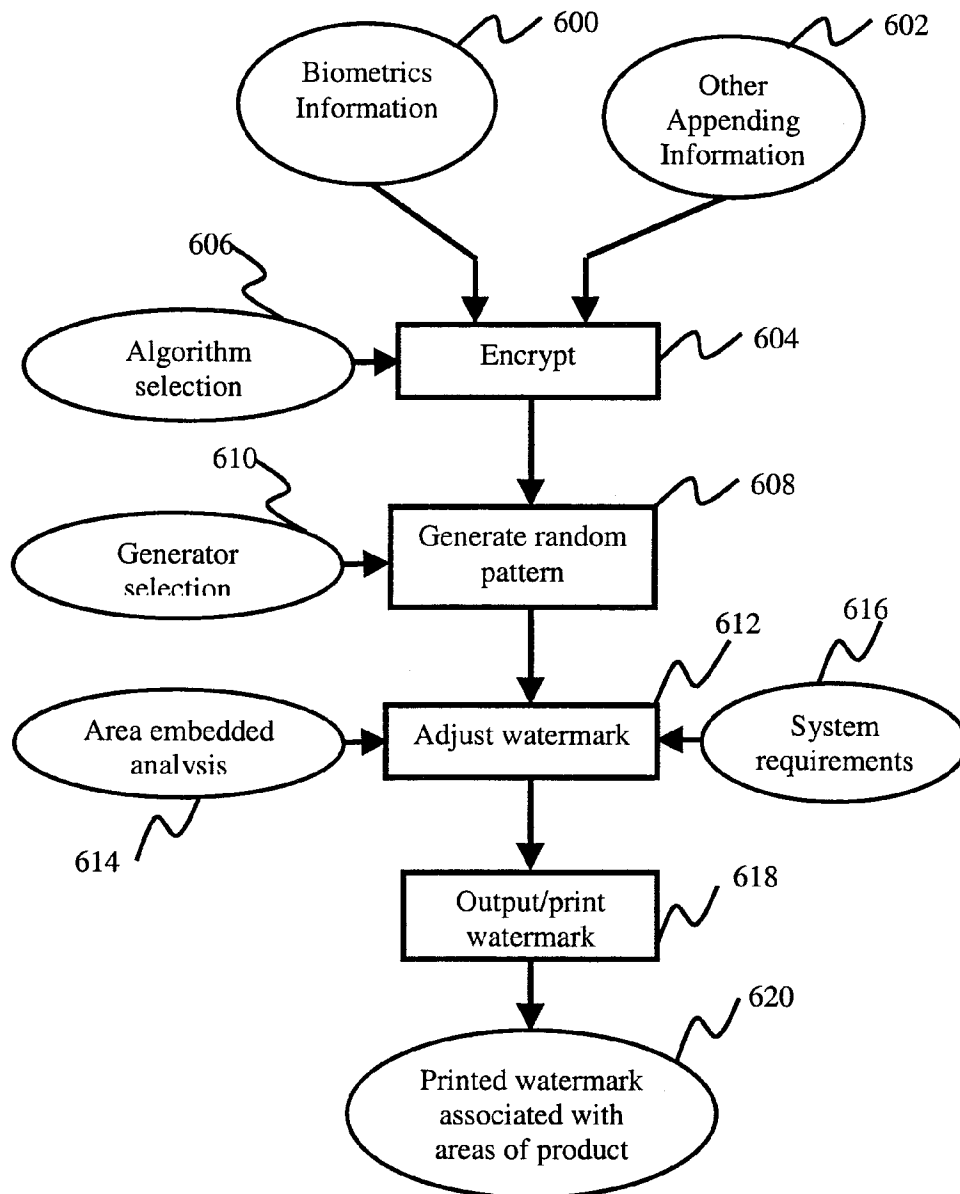 600
602
Biometrics
Information
Other
Appending
Information
606
Algorithm
selection
Encrypt
604
610
608
Generator
selection
Generate random
pattern
612
616
Area embedded
analysis
Adjust watermark
System
requirements
614
618
Output/print
watermark
620
Printed watermark
associated with
areas of product